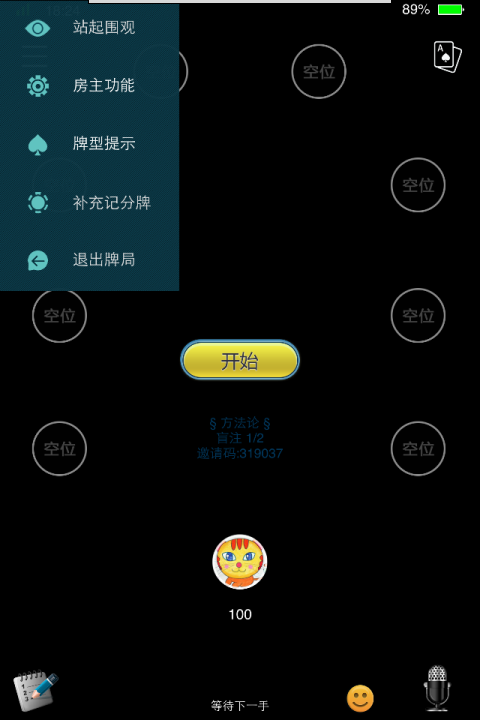 89%
站起围观
房主功能
空位
A
牌型提示
空位
补充记分牌
退出牌局
空位
空位
开始
§ 方法论 §
盲注 1/2
邀请码:319037
空位
空位
100
等待下一手